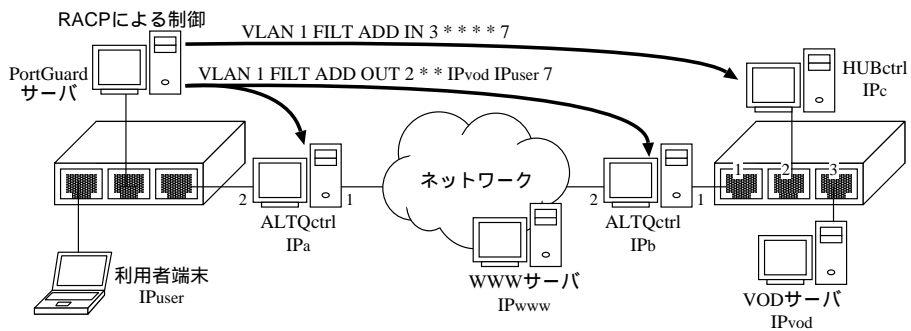 RACPによる制御
VLAN 1 FILT ADD IN 3 * * * * 7
PortGuard
サーバ
VLAN 1 FILT ADD OUT 2 * * IPvod IPuser 7
HUBctrl
IPc
ネットワーク
1 2 3
2 1
2 1
ALTQctrl
IPa
ALTQctrl
IPb
利用者端末
IPuser
WWWサーバ
IPwww
VODサーバ
IPvod